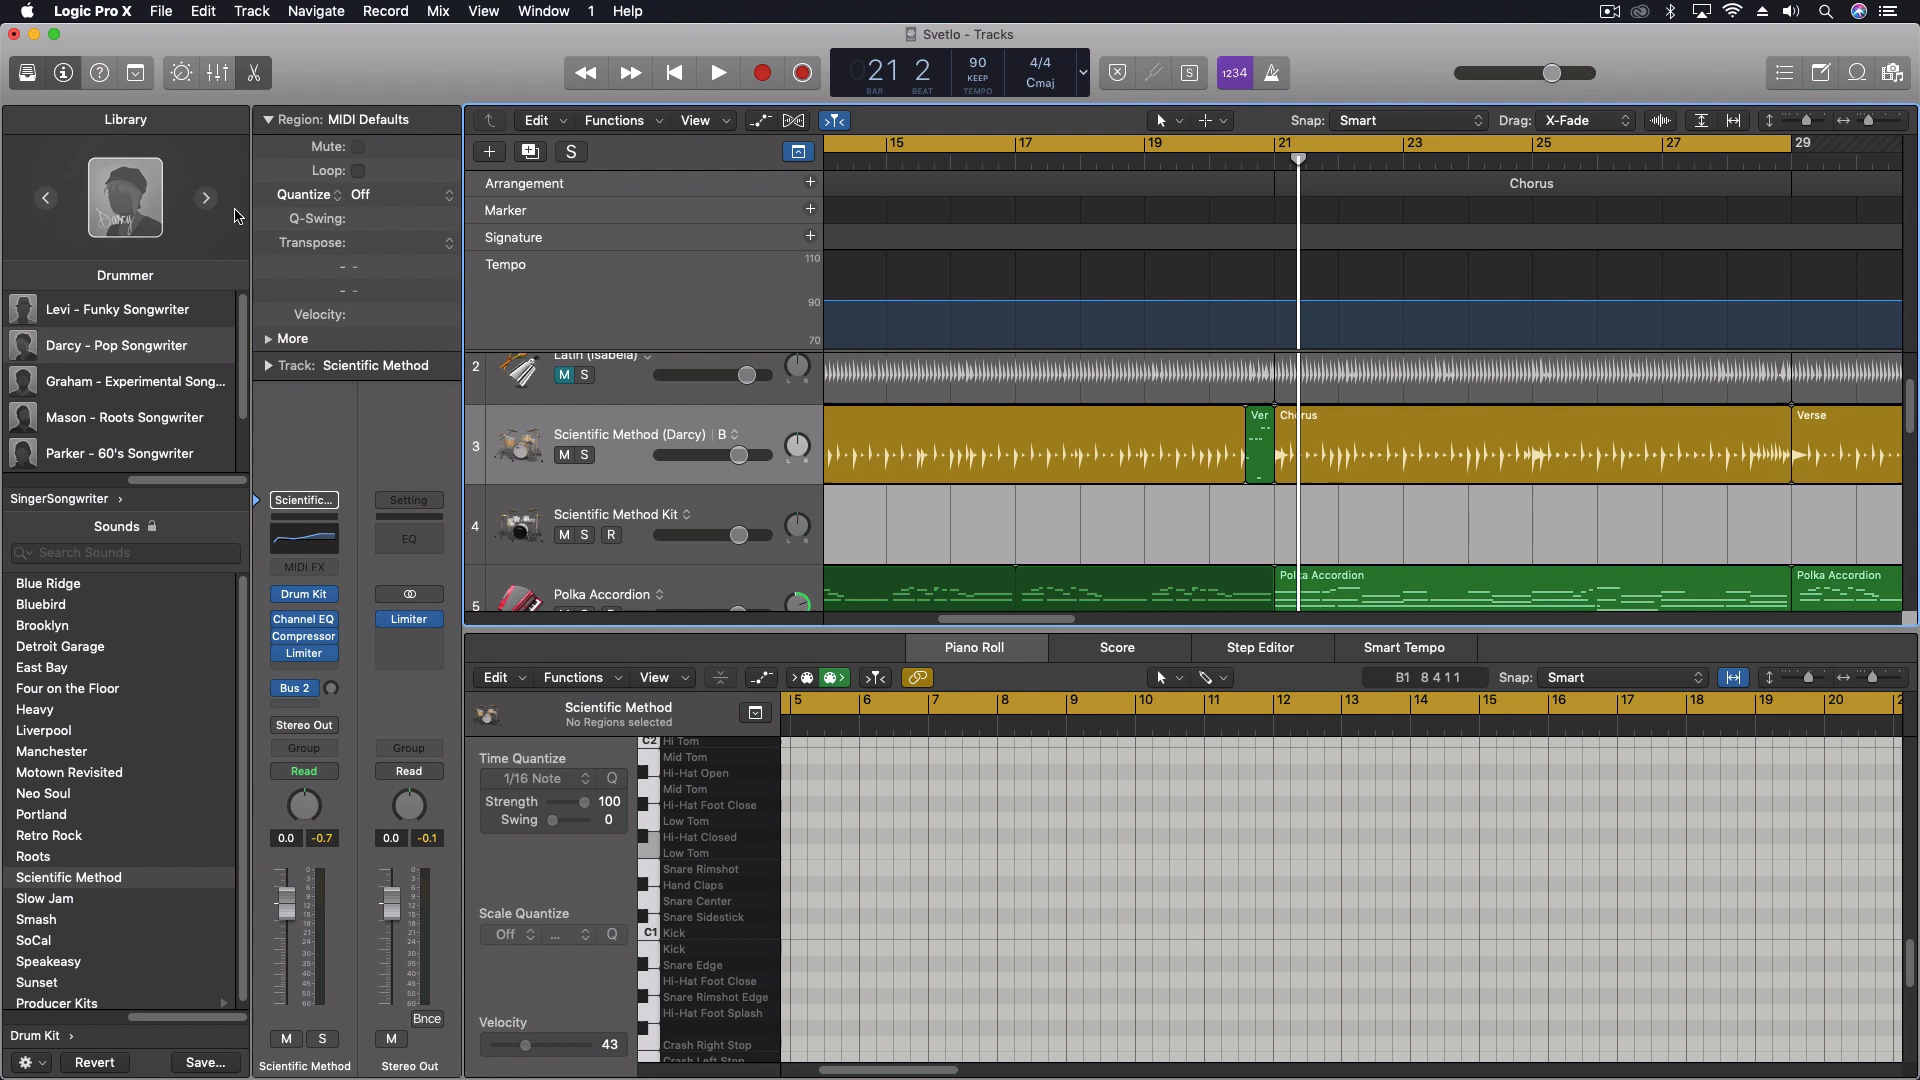 Logic Pro X File Edit Track Navigate Record Mix View Window 1 Help
Svetlo - Tracks
21 2
BAR BEAT
90
KEEP
TEMPO
4/4
Cmaj
S
1234
Library
Drummer
Levi - Funky Songwriter
Darcy - Pop Songwriter
Graham - Experimental Song...
Mason - Roots Songwriter
Parker - 60's Songwriter
SingerSongwriter
Sounds
Search Sounds
Blue Ridge
Bluebird
Brooklyn
Detroit Garage
East Bay
Four on the Floor
Heavy
Liverpool
Manchester
Motown Revisited
Neo Soul
Portland
Retro Rock
Roots
Scientific Method
Slow Jam
Smash
SoCal
Speakeasy
Sunset
Producer Kits
Drum Kit
Revert Save...
Region: MIDI Defaults
Mute:
Loop:
Quantize Off
Q-Swing:
Transpose:
- -
- -
Velocity:
More
Track: Scientific Method
Scientific... Setting
EQ
MIDI FX
Drum Kit
Channel EQ Limiter
Compressor
Limiter
Bus 2
Stereo Out
Group Group
Read Read
0.0 -0.7 0.0 -0.1
Bnce
M S M
Scientific Method Stereo Out
Edit Functions View Snap: Smart Drag: X-Fade
S
15 17 19 21 23 25 27 29
Arrangement
Chorus
Marker
Signature
Tempo
110
90
70
2 Latin (Isabela)
M S
L R
3 Scientific Method (Darcy) B
M S
L R
Ver Chorus Verse
4 Scientific Method Kit
M S R
L R
5 Polka Accordion
Polka Accordion Polka Accordion
Piano Roll Score Step Editor Smart Tempo
Edit Functions View B1 8 4 1 1 Snap: Smart
Scientific Method
No Regions selected
5 6 7 8 9 10 11 12 13 14 15 16 17 18 19 20
Time Quantize
1/16 Note Q
Strength 100
Swing 0
Scale Quantize
Off ... Q
Velocity
43
C2 Hi Tom
Mid Tom
Hi-Hat Open
Mid Tom
Hi-Hat Foot Close
Low Tom
Hi-Hat Closed
Low Tom
Snare Rimshot
Hand Claps
Snare Center
Snare Sidestick
C1 Kick
Kick
Snare Edge
Hi-Hat Foot Close
Snare Rimshot Edge
Hi-Hat Foot Splash
Crash Right Stop
Crash Left Stop